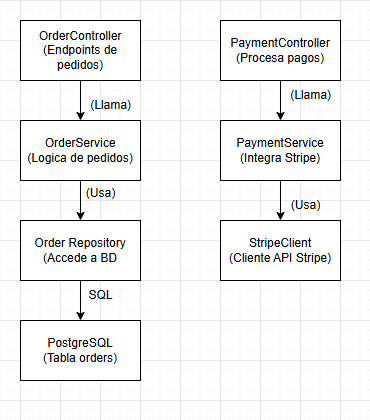 OrderController
(Endpoints de
pedidos)
(Llama)
OrderService
(Logica de pedidos)
(Usa)
Order Repository
(Accede a BD
SQL
PostgreSQL
(Tabla orders)
PaymentController
(Procesa pagos)
(Llama)
PaymentService
(Integra Stripe)
(Usa)
StripeClient
(Cliente API Stripe)